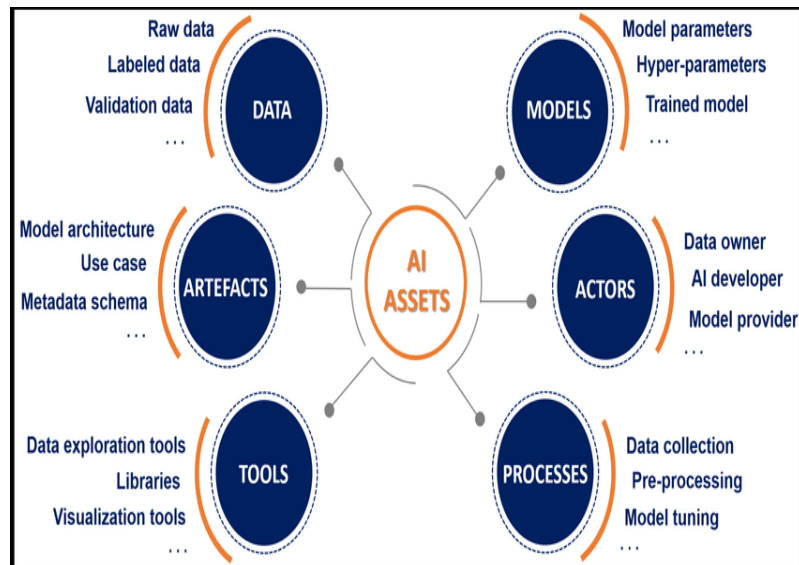 Raw data
Labeled data
Validation data
...
DATA
Model parameters
Hyper-parameters
Trained model
...
MODELS
Model architecture
Use case
Metadata schema
...
ARTEFACTS
AI
ASSETS
Data owner
AI developer
Model provider
...
ACTORS
Data exploration tools
Libraries
Visualization tools
...
TOOLS
Data collection
Pre-processing
Model tuning
...
PROCESSES